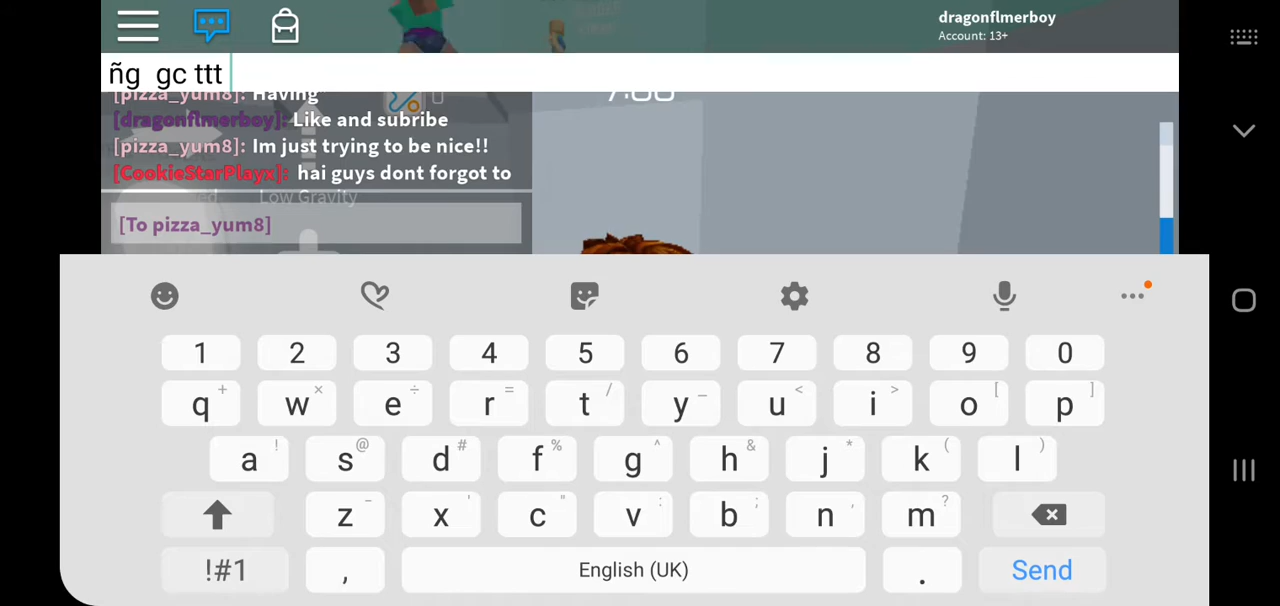 dragonflmerboy
Account: 13+
ñg gc ttt
[pizza_yum8]: Having
[dragonflmerboy]: Like and subribe
[pizza_yum8]: Im just trying to be nice!!
[CookieStarPlayx]: hai guys dont forgot to
Low Gravity
[To pizza_yum8]
1 2 3 4 5 6 7 8 9 0
q + w × e ÷ r = t / y _ u < i > o [ p ]
a ! s @ d # f % g ^ h & j * k ( l )
z - x ' c " v : b ; n , m ?
!#1 , English (UK) . Send